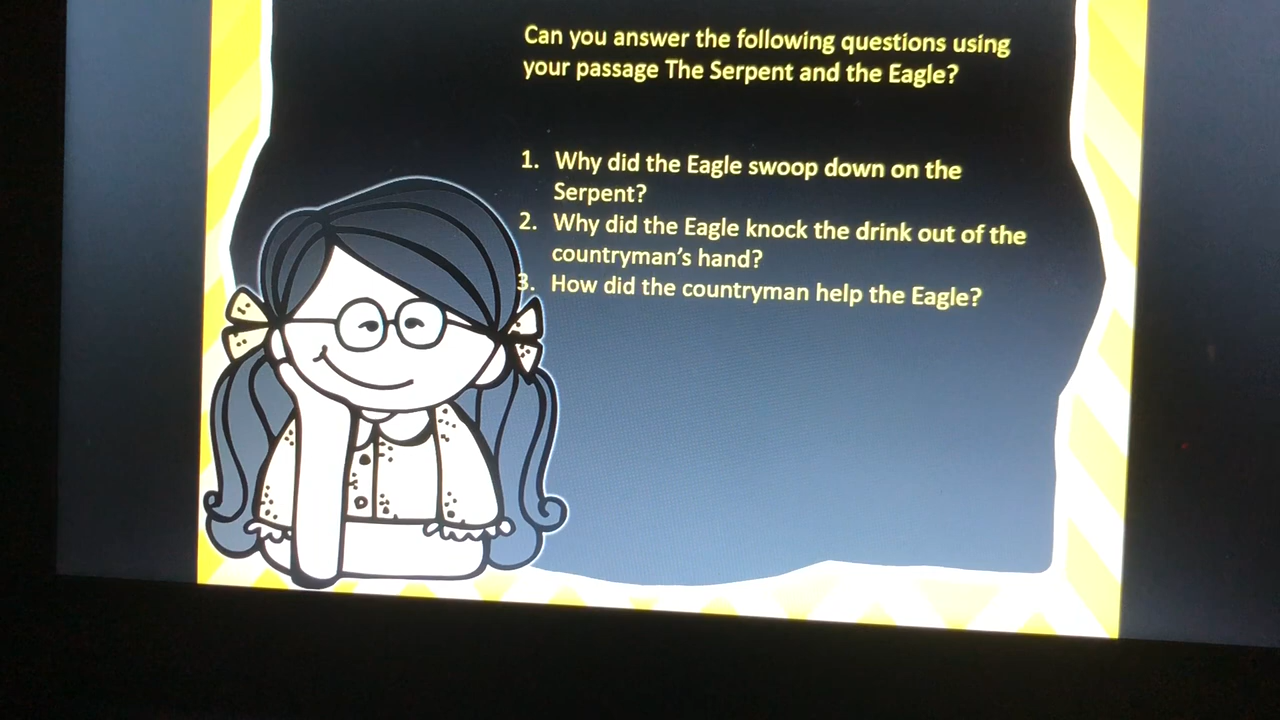 Can you answer the following questions using
your passage The Serpent and the Eagle?
1. Why did the Eagle swoop down on the
Serpent?
2. Why did the Eagle knock the drink out of the
countryman's hand?
3. How did the countryman help the Eagle?